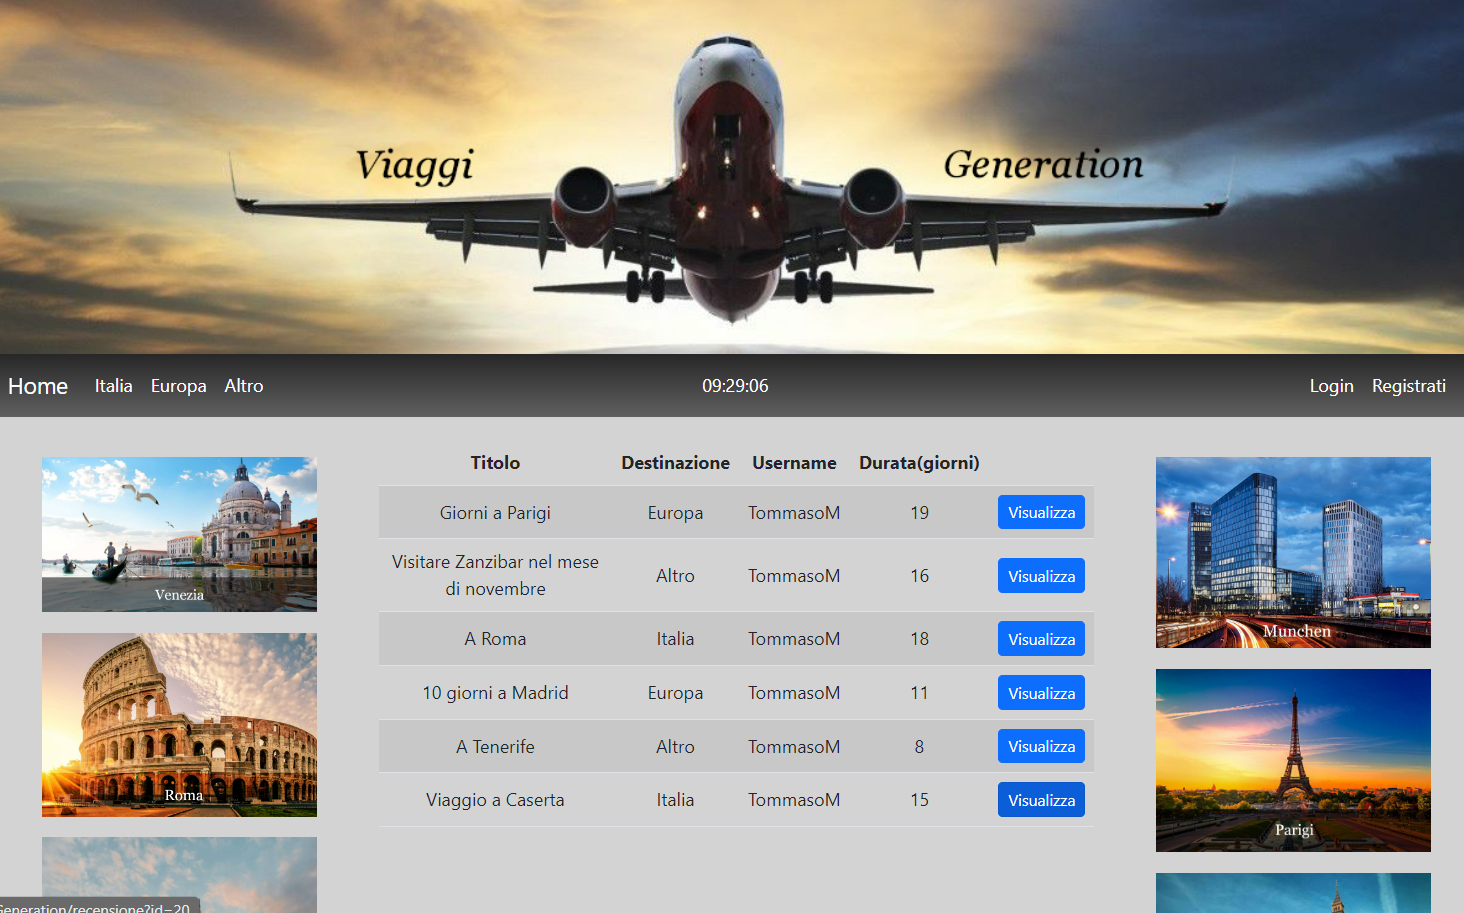 Viaggi Generation
Home Italia Europa Altro 09:29:06 Login Registrati
Titolo Destinazione Username Durata(giorni)
Giorni a Parigi Europa TommasoM 19 Visualizza
Visitare Zanzibar nel mese
di novembre Altro TommasoM 16 Visualizza
A Roma Italia TommasoM 18 Visualizza
10 giorni a Madrid Europa TommasoM 11 Visualizza
A Tenerife Altro TommasoM 8 Visualizza
Viaggio a Caserta Italia TommasoM 15 Visualizza
Venezia
Roma
Munchen
Parigi
Generation/recensione?id=20